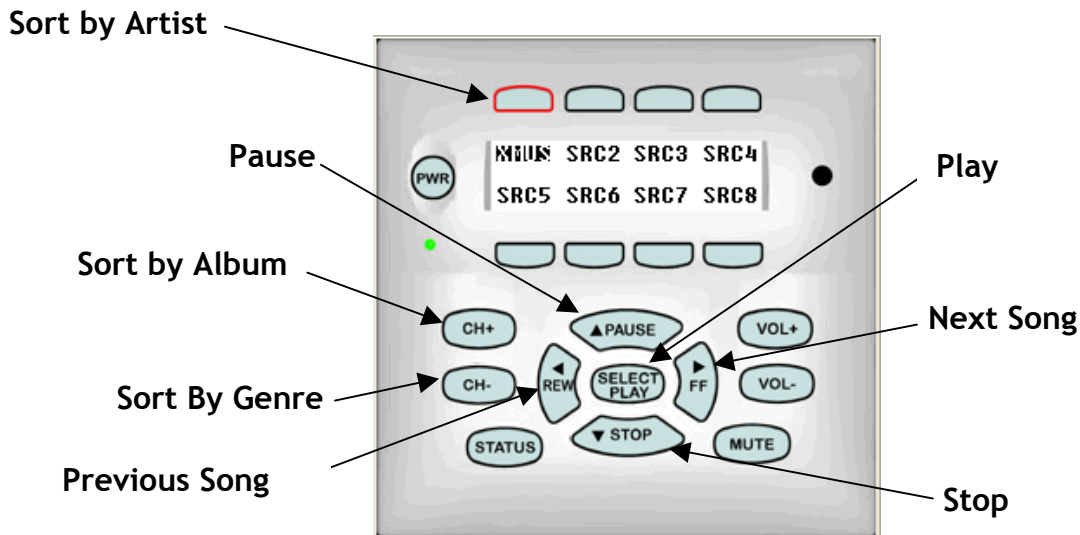 Sort by Artist
Pause
Play
PWR
SRC2 SRC3 SRC4
SRC5 SRC6 SRC7 SRC8
Sort by Album
CH+
▲PAUSE
VOL+
Next Song
Sort By Genre
CH-
◀
REW
SELECT
PLAY
▶
FF
VOL-
STATUS
▼ STOP
MUTE
Previous Song
Stop